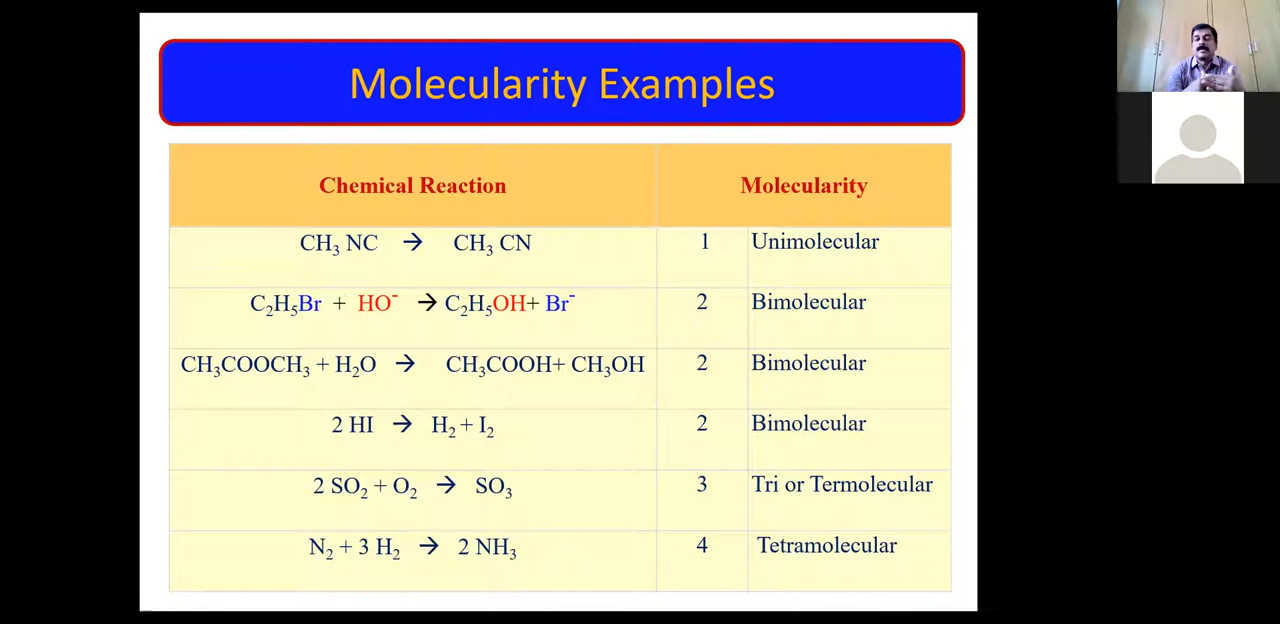 Molecularity Examples
Chemical Reaction Molecularity
CH₃ NC → CH₃ CN 1 Unimolecular
C₂H₅Br + HO⁻ → C₂H₅OH+ Br⁻ 2 Bimolecular
CH₃COOCH₃ + H₂O → CH₃COOH+ CH₃OH 2 Bimolecular
2 HI → H₂ + I₂ 2 Bimolecular
2 SO₂ + O₂ → SO₃ 3 Tri or Termolecular
N₂ + 3 H₂ → 2 NH₃ 4 Tetramolecular